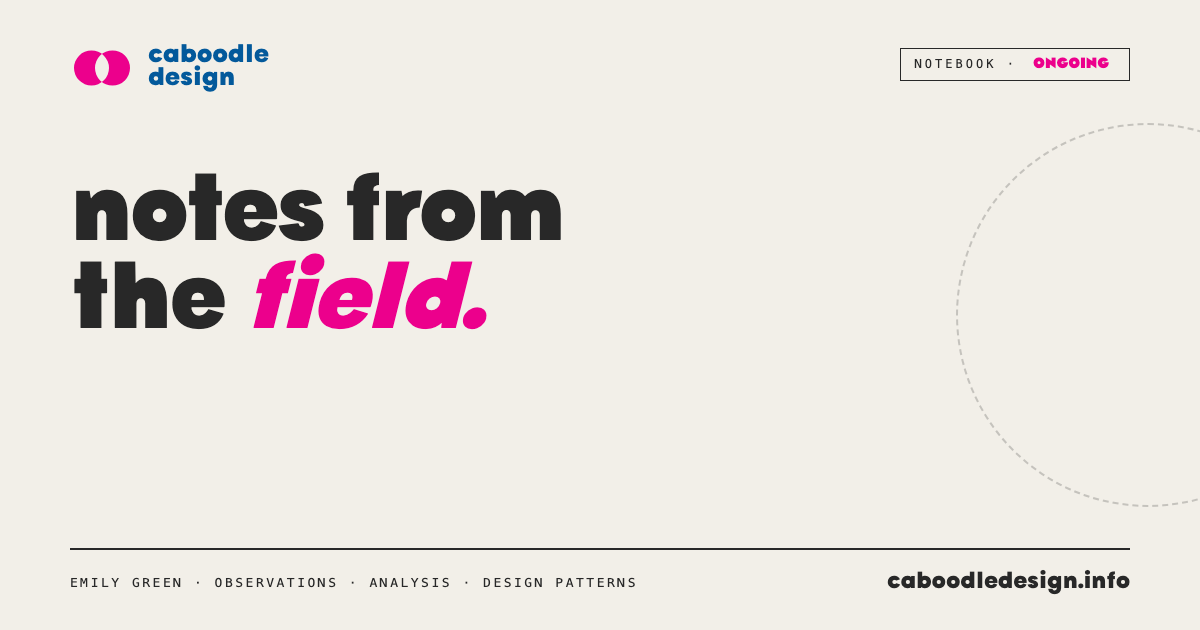 caboodle
design
NOTEBOOK · ONGOING
notes from
the field.
EMILY GREEN · OBSERVATIONS · ANALYSIS · DESIGN PATTERNS
caboodledesign.info